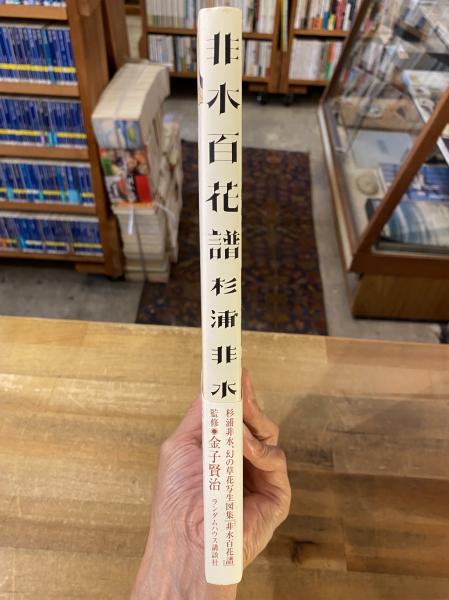 非水百花譜
杉浦非水
杉浦非水、幻の草花写生図集『非水百花譜』
監修◉金子賢治
ランダムハウス講談社